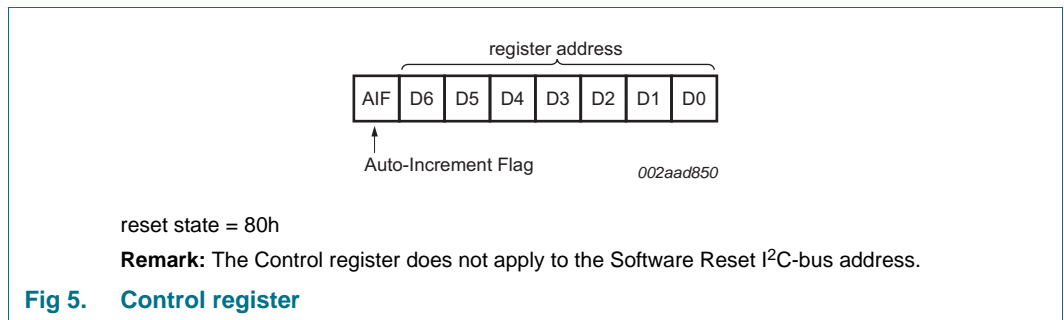 register address
AIF D6 D5 D4 D3 D2 D1 D0
Auto-Increment Flag
002aad850
reset state = 80h
Remark: The Control register does not apply to the Software Reset I²C-bus address.
Fig 5. Control register